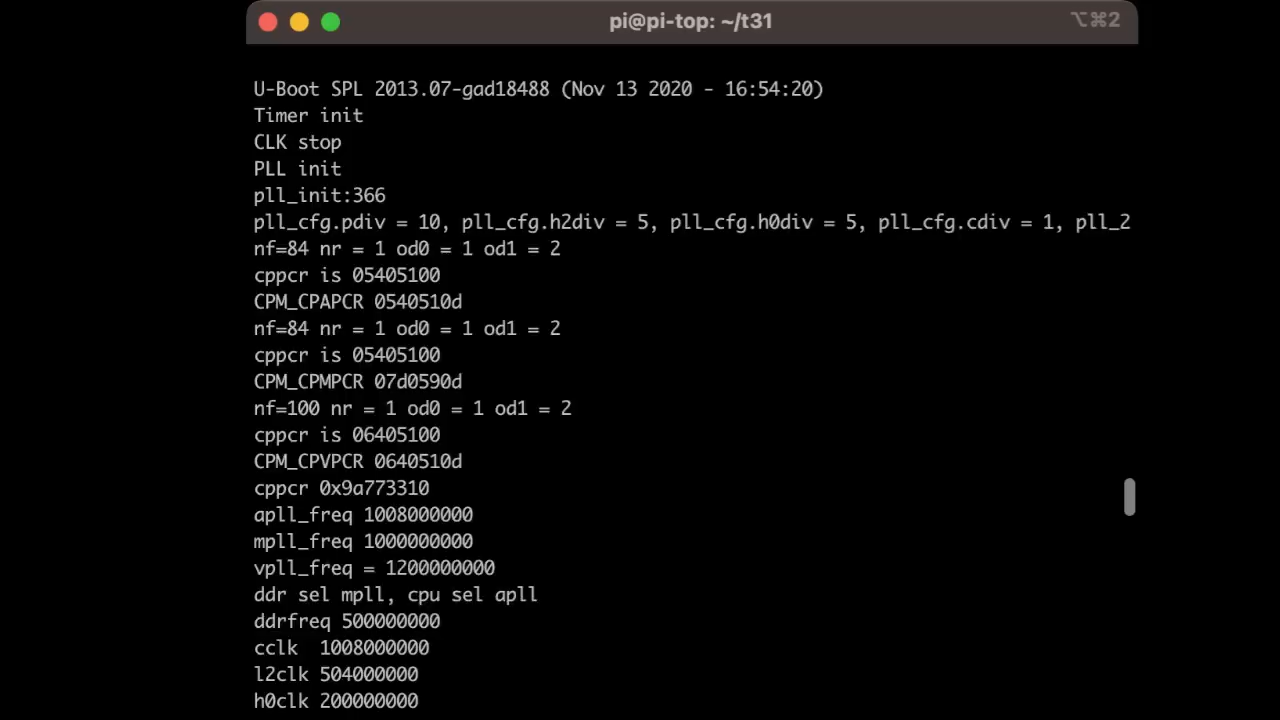 pi@pi-top: ~/t31
⌥⌘2
U-Boot SPL 2013.07-gad18488 (Nov 13 2020 - 16:54:20)
Timer init
CLK stop
PLL init
pll_init:366
pll_cfg.pdiv = 10, pll_cfg.h2div = 5, pll_cfg.h0div = 5, pll_cfg.cdiv = 1, pll_2
nf=84 nr = 1 od0 = 1 od1 = 2
cppcr is 05405100
CPM_CPAPCR 0540510d
nf=84 nr = 1 od0 = 1 od1 = 2
cppcr is 05405100
CPM_CPMPCR 07d0590d
nf=100 nr = 1 od0 = 1 od1 = 2
cppcr is 06405100
CPM_CPVPCR 0640510d
cppcr 0x9a773310
apll_freq 1008000000
mpll_freq 1000000000
vpll_freq = 1200000000
ddr sel mpll, cpu sel apll
ddrfreq 500000000
cclk  1008000000
l2clk 504000000
h0clk 200000000